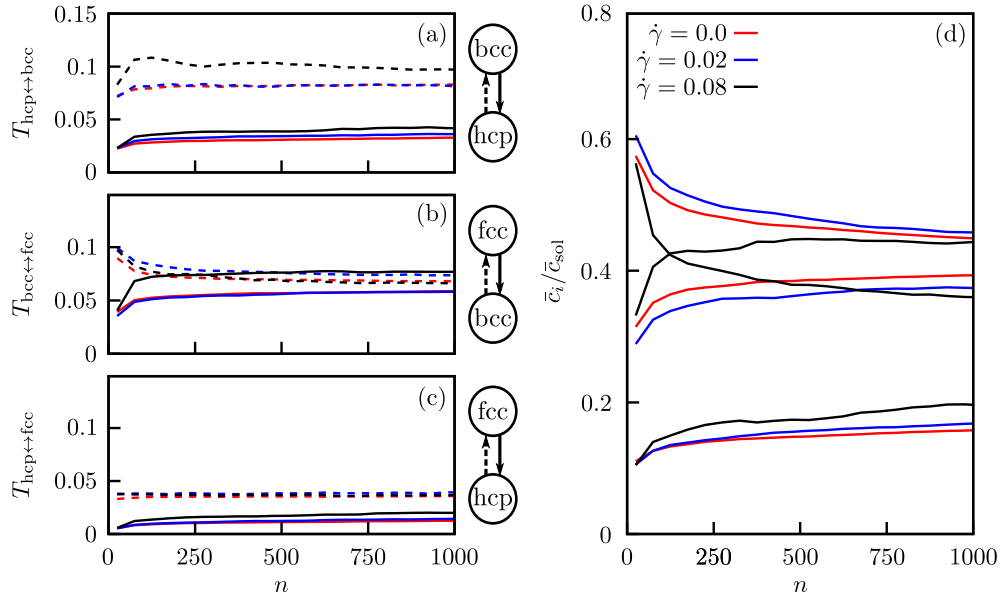 (a)
0.15
0.1
0.05
0
T_hcp↔bcc
bcc
hcp
(b)
0.1
0.05
0
T_bcc↔fcc
fcc
bcc
(c)
0.1
0.05
0
T_hcp↔fcc
0 250 500 750 1000
n
fcc
hcp
(d)
γ̇ = 0.0
γ̇ = 0.02
γ̇ = 0.08
0.8
0.6
0.4
0.2
0
c̄_i/c̄_sol
0 250 500 750 1000
n